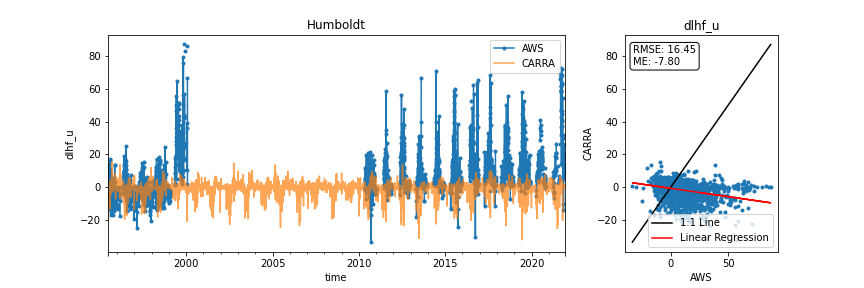 Humboldt
dlhf_u
AWS
CARRA
80
60
40
20
0
−20
2000
2005
2010
2015
2020
time
dlhf_u
RMSE: 16.45
ME: -7.80
1:1 Line
Linear Regression
CARRA
80
60
40
20
0
−20
0
50
AWS